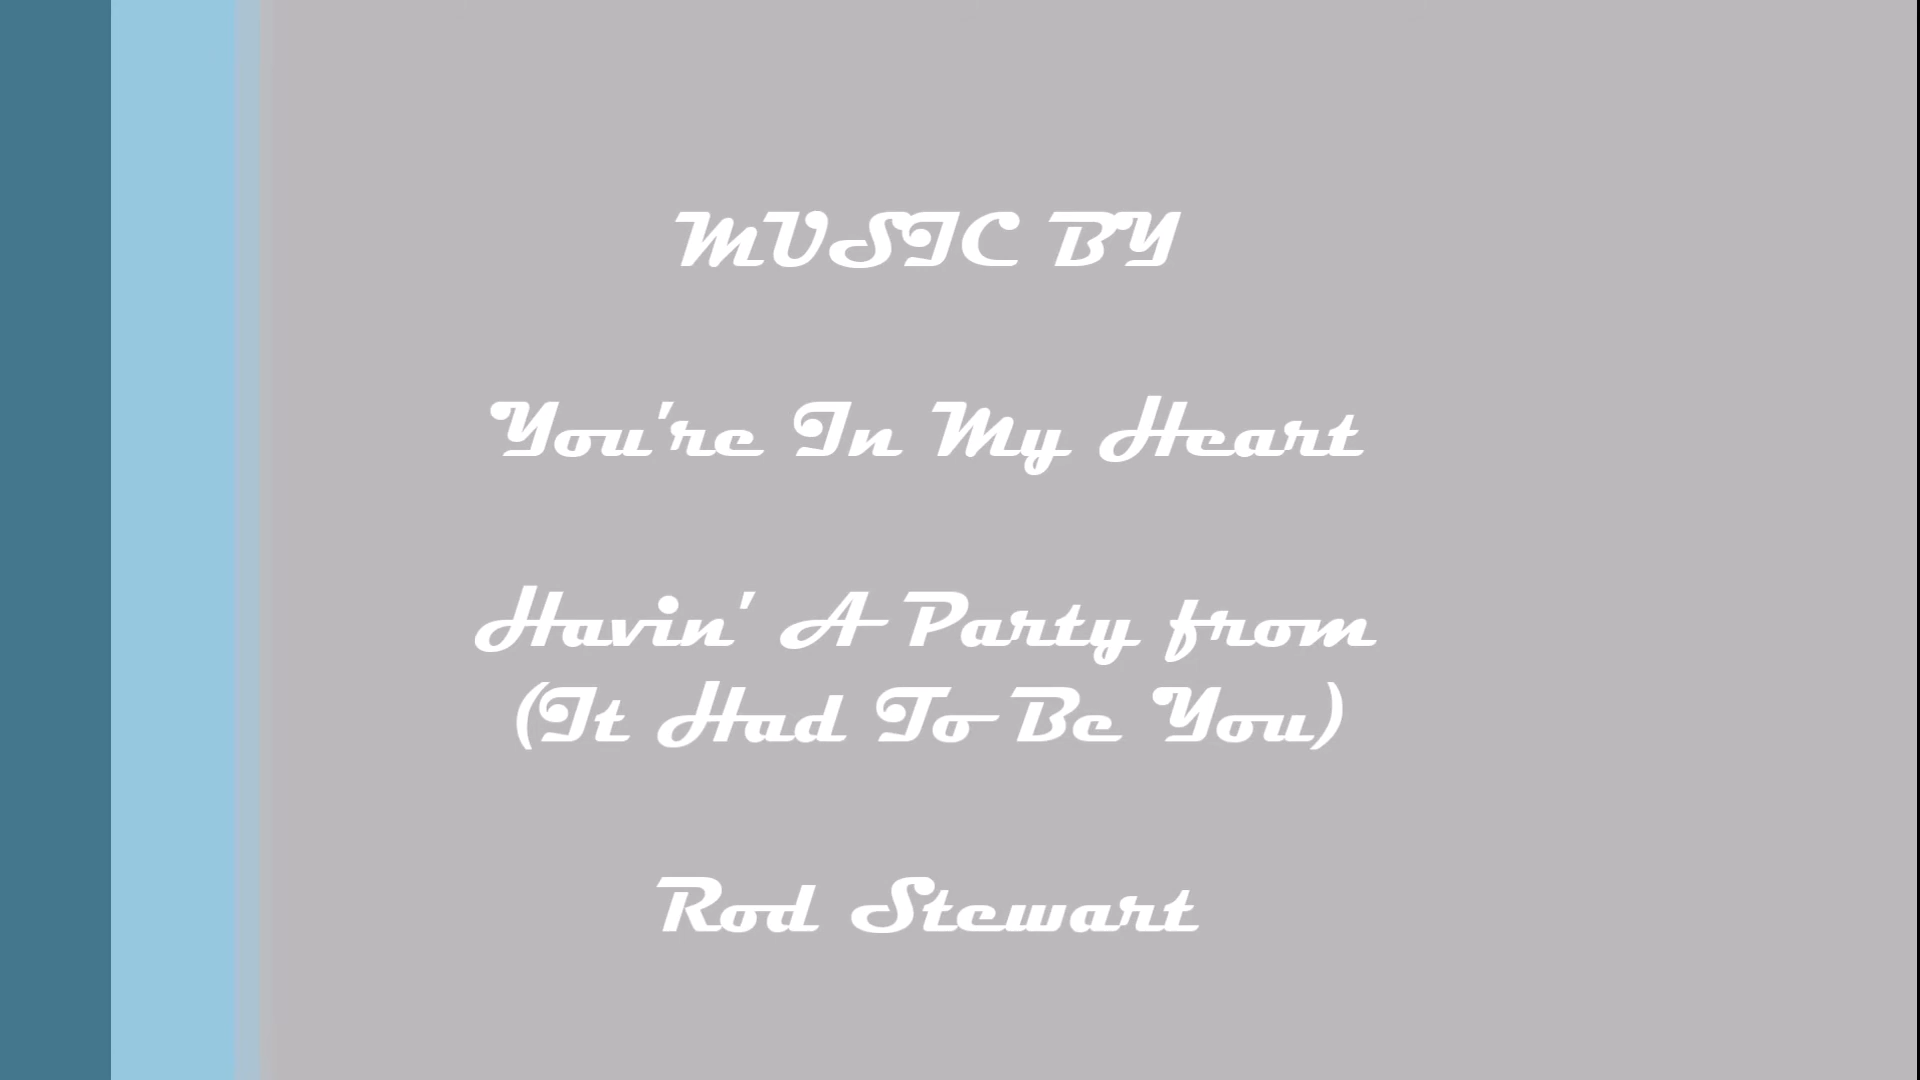 MUSIC BY
You're In My Heart
Havin' A Party from
(It Had To Be You)
Rod Stewart